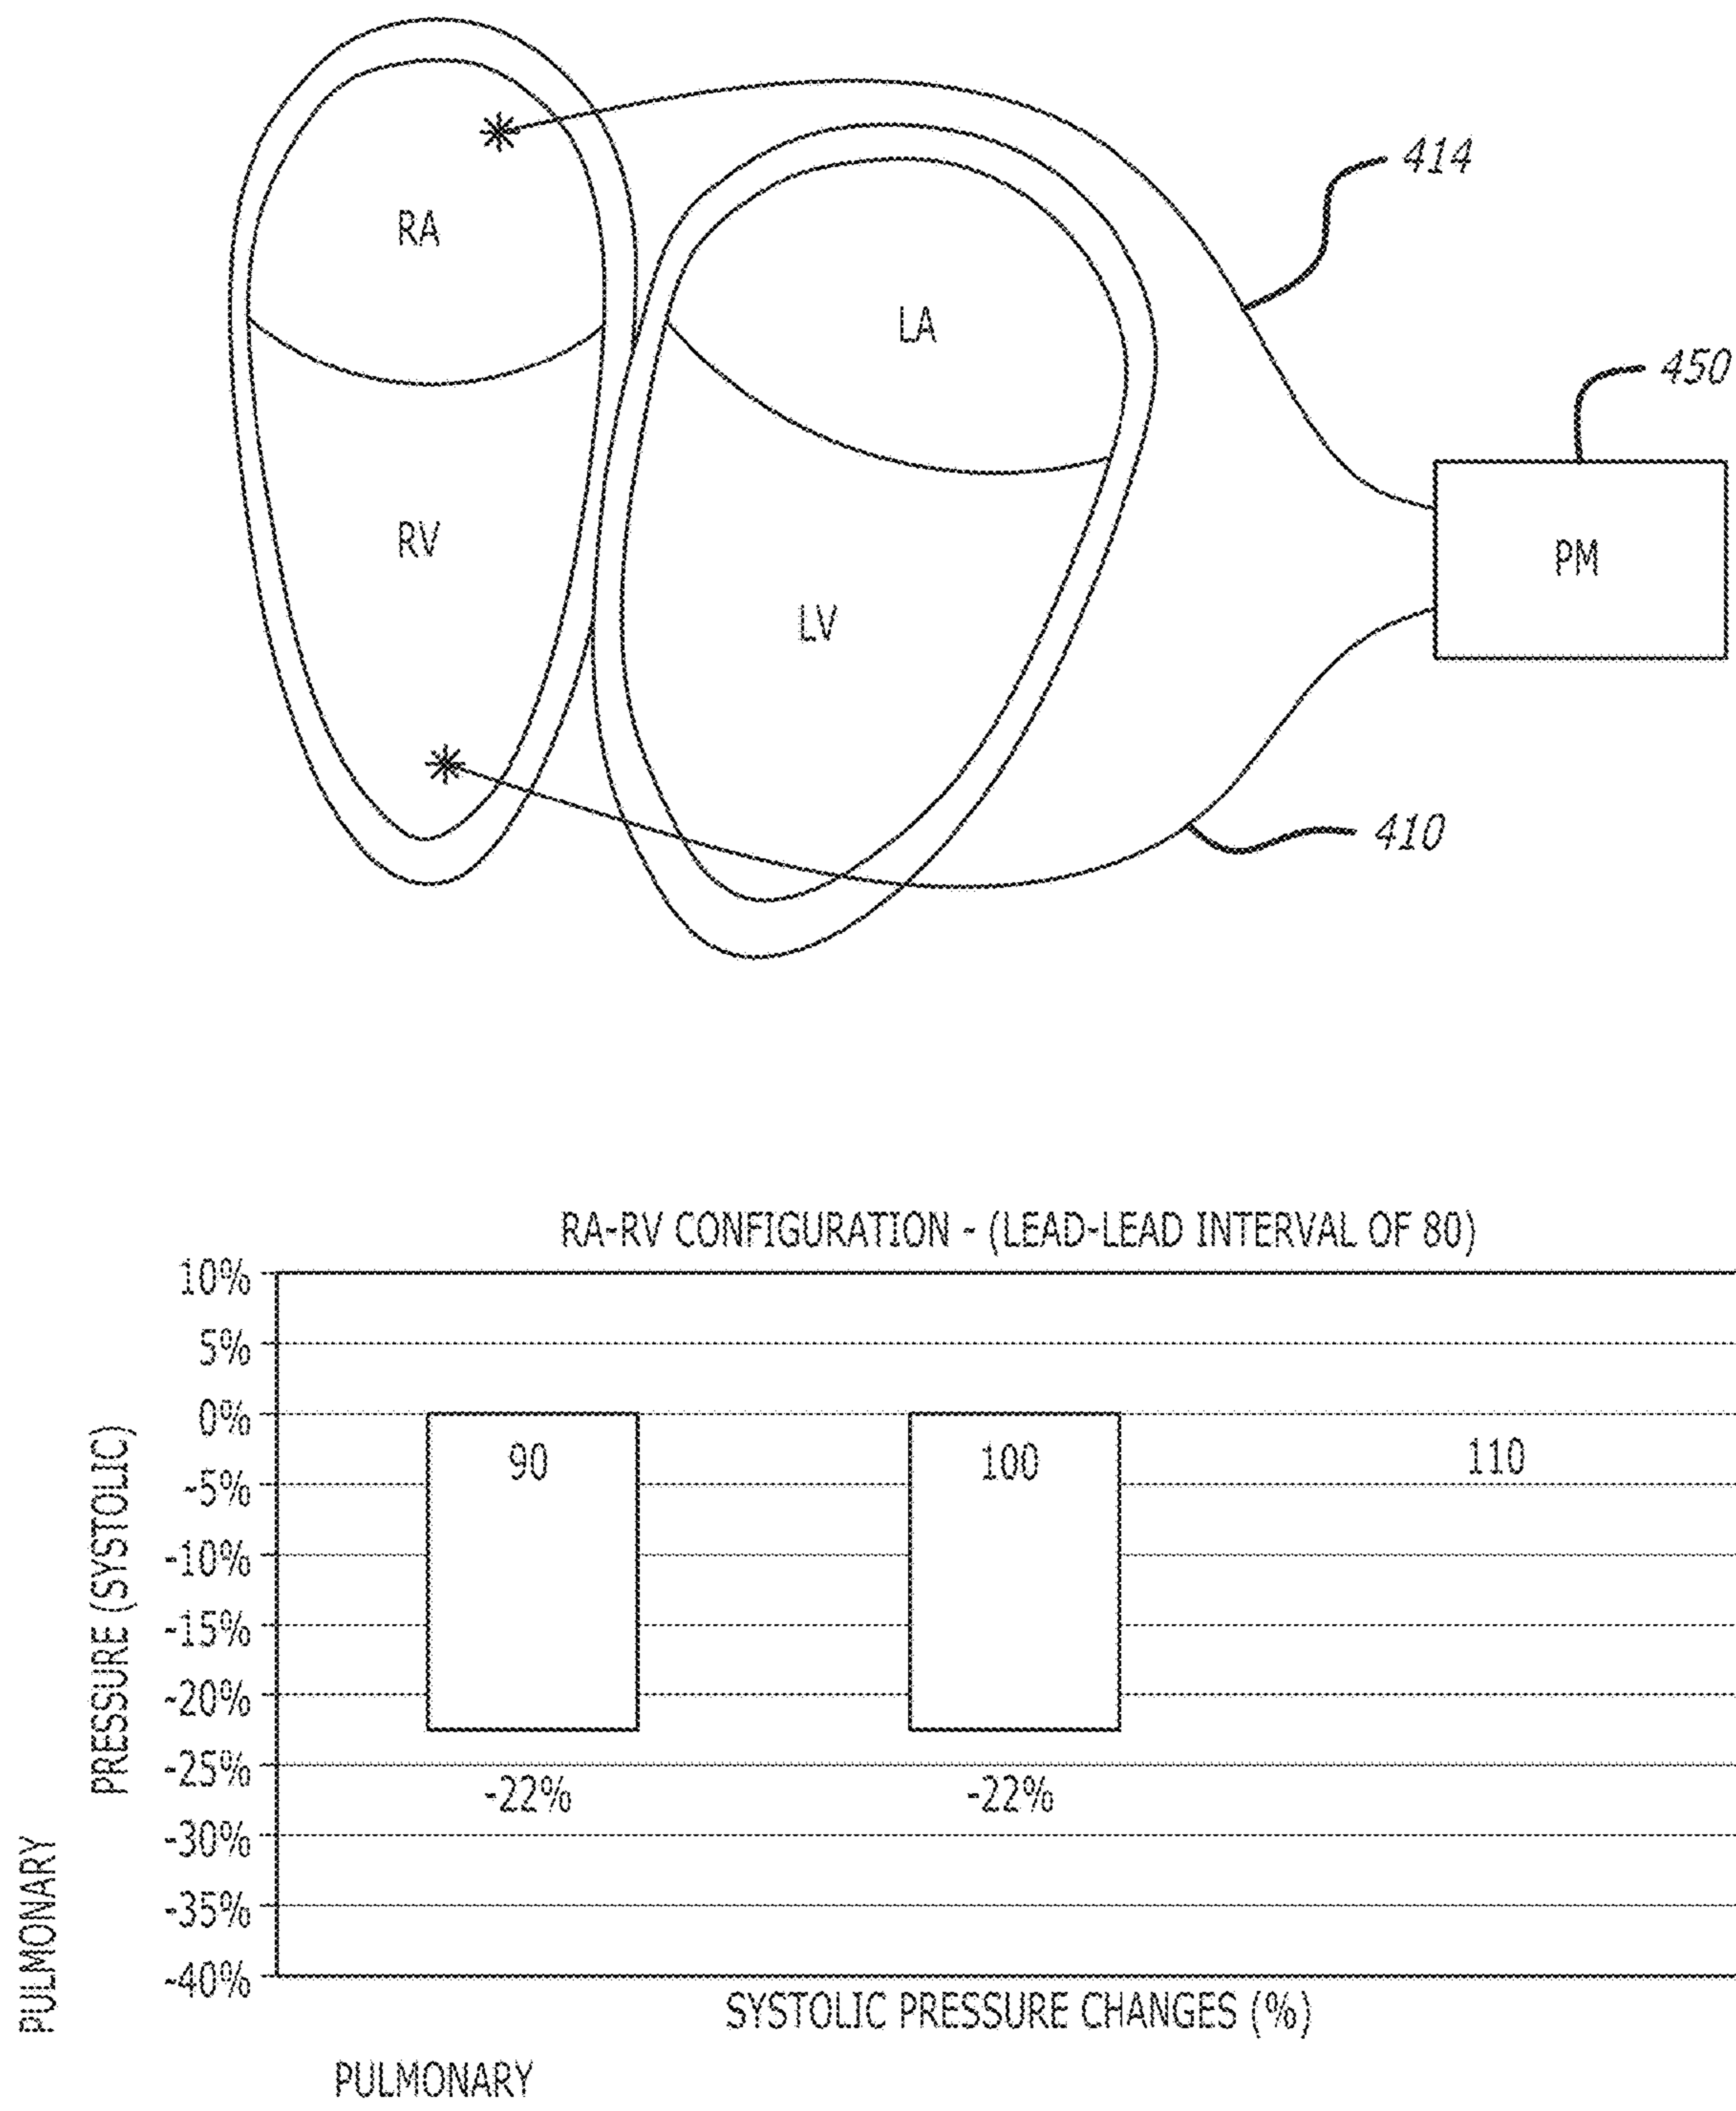 414
RA
LA
450
RV
PM
LV
410
RA-RV CONFIGURATION - (LEAD-LEAD INTERVAL OF 80)
10%
5%
0%
-5%
-10%
-15%
-20%
-25%
-30%
-35%
-40%
PULMONARY
PRESSURE (SYSTOLIC)
90
100
110
-22%
-22%
SYSTOLIC PRESSURE CHANGES (%)
PULMONARY